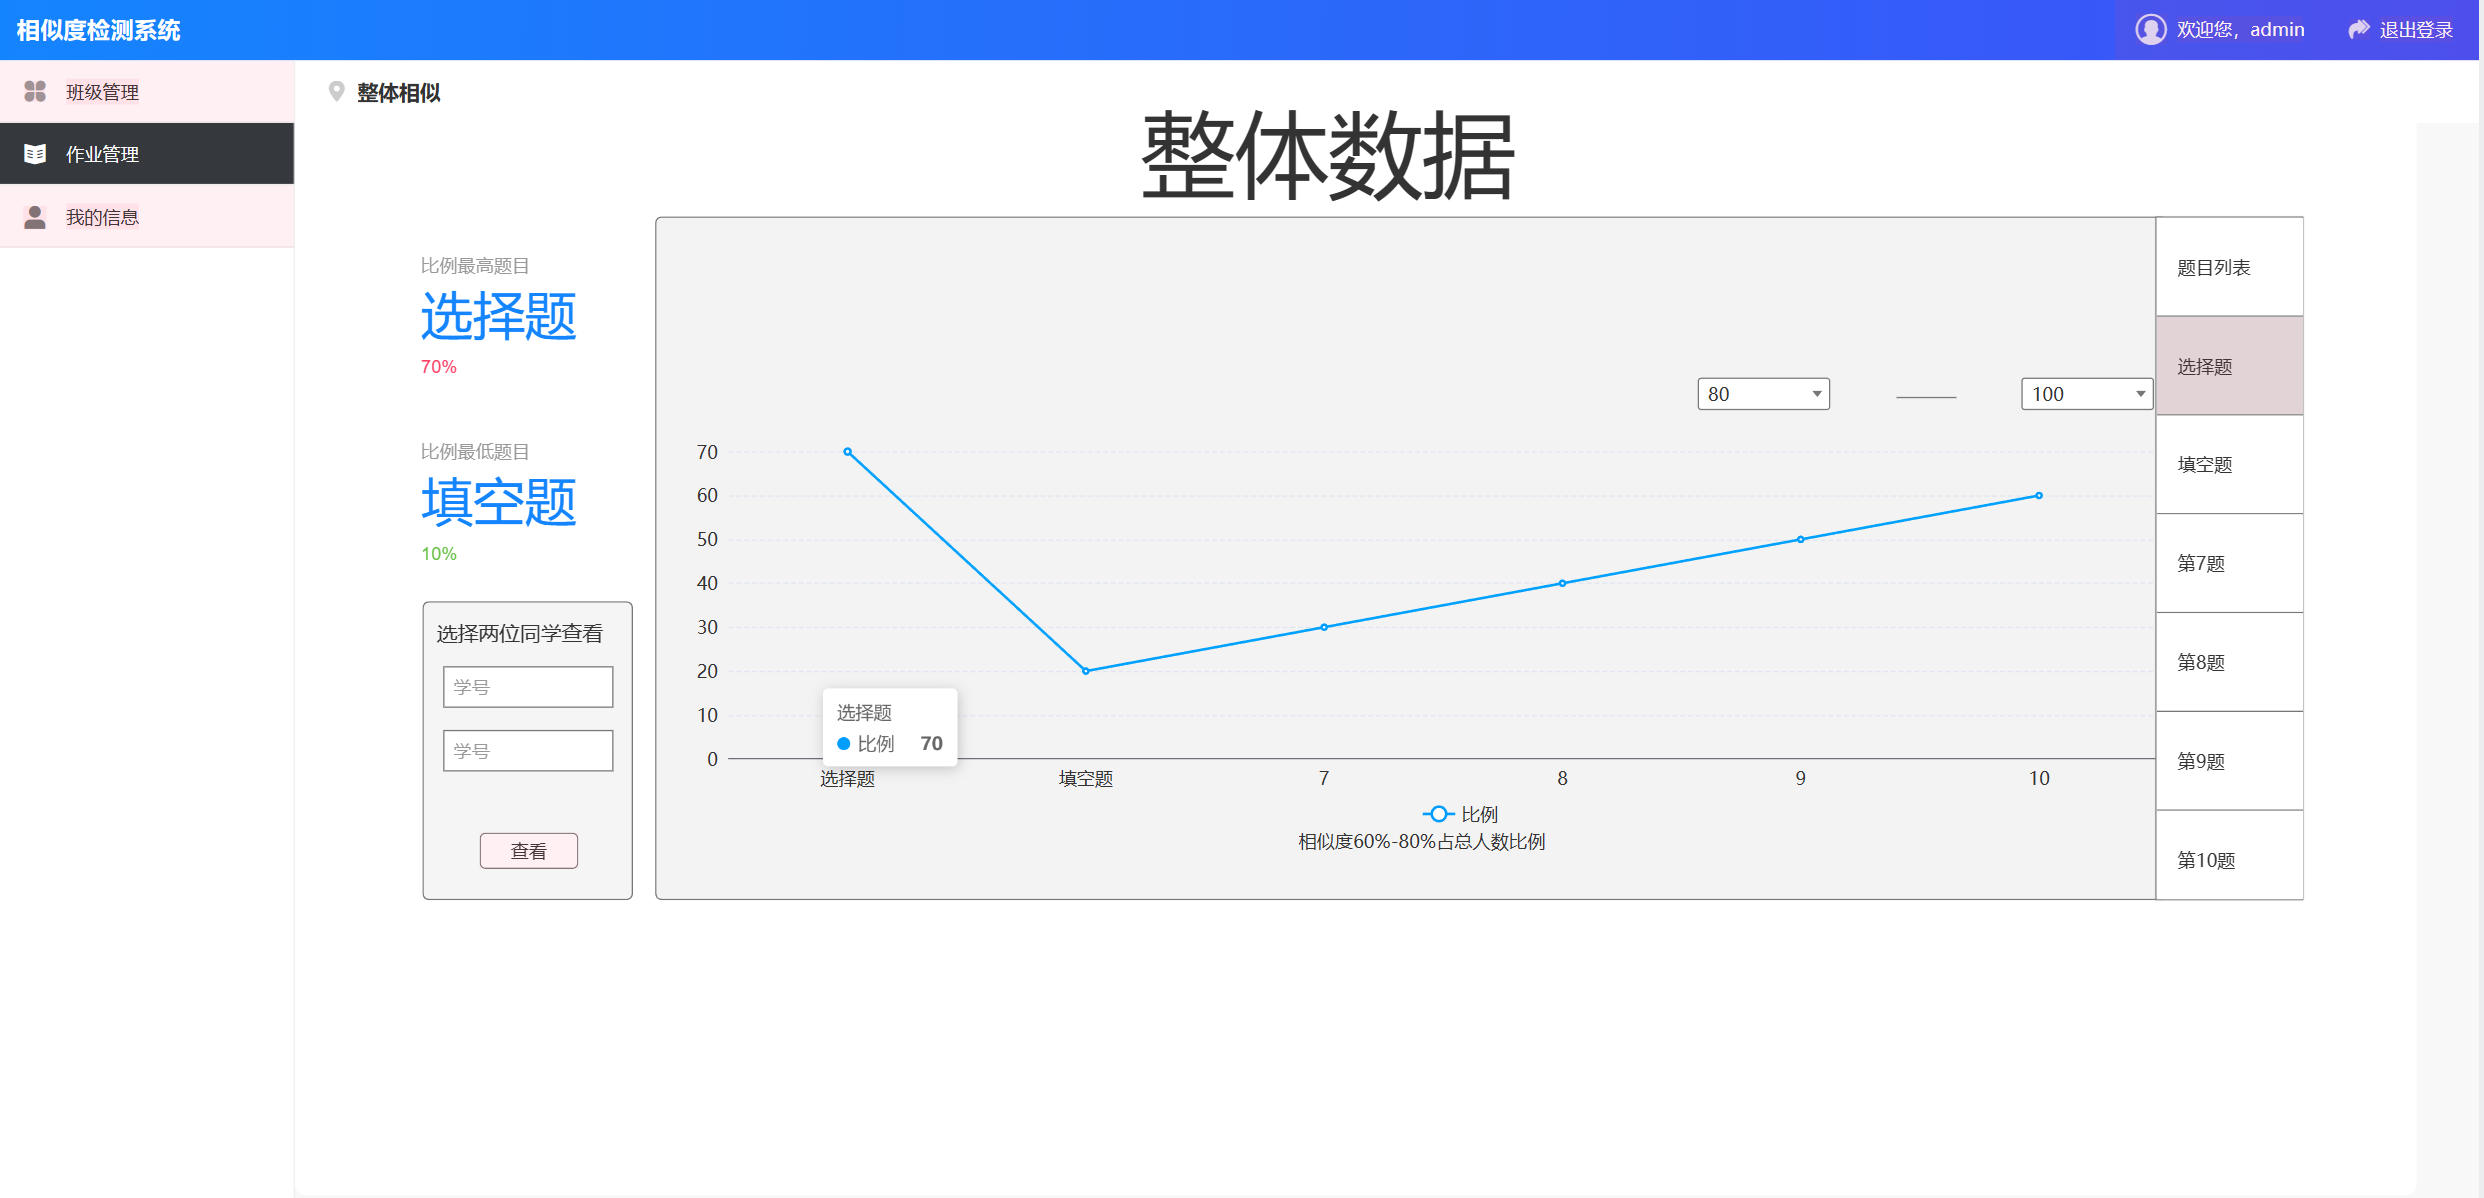 相似度检测系统
欢迎您，admin
退出登录
班级管理
作业管理
我的信息
整体相似
整体数据
比例最高题目
选择题
70%
比例最低题目
填空题
10%
选择两位同学查看
学号
学号
查看
80
100
70
60
50
40
30
20
10
0
选择题
比例 70
选择题
填空题
7
8
9
10
比例
相似度60%-80%占总人数比例
题目列表
选择题
填空题
第7题
第8题
第9题
第10题